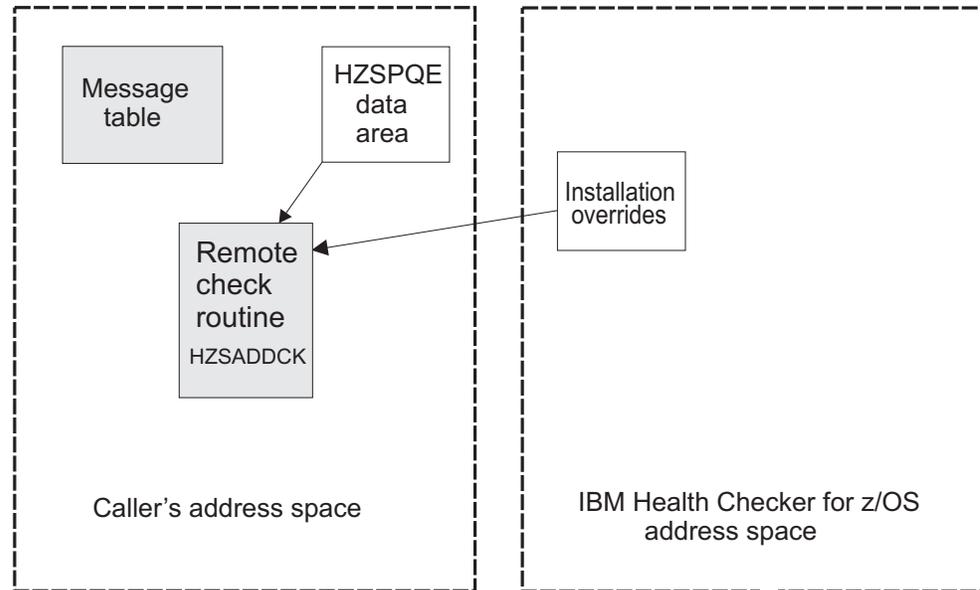 Message
table
HZSPQE
data
area
Installation
overrides
Remote
check
routine
HZSADDCK
Caller’s address space
IBM Health Checker for z/OS
address space